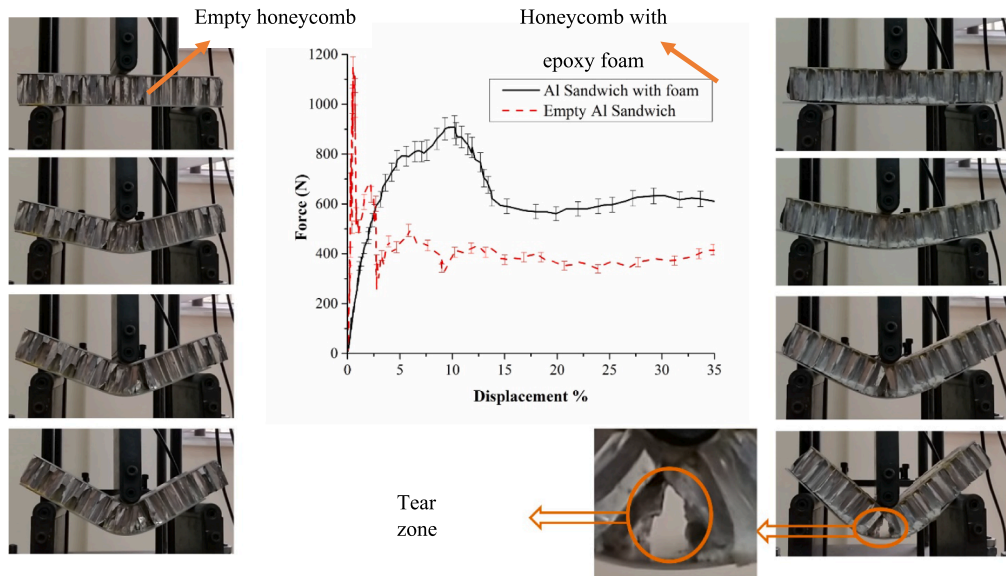 Empty honeycomb
Honeycomb with
epoxy foam
Al Sandwich with foam
Empty Al Sandwich
Force (N)
1200
1000
800
600
400
200
0
0 5 10 15 20 25 30 35
Displacement %
Tear
zone